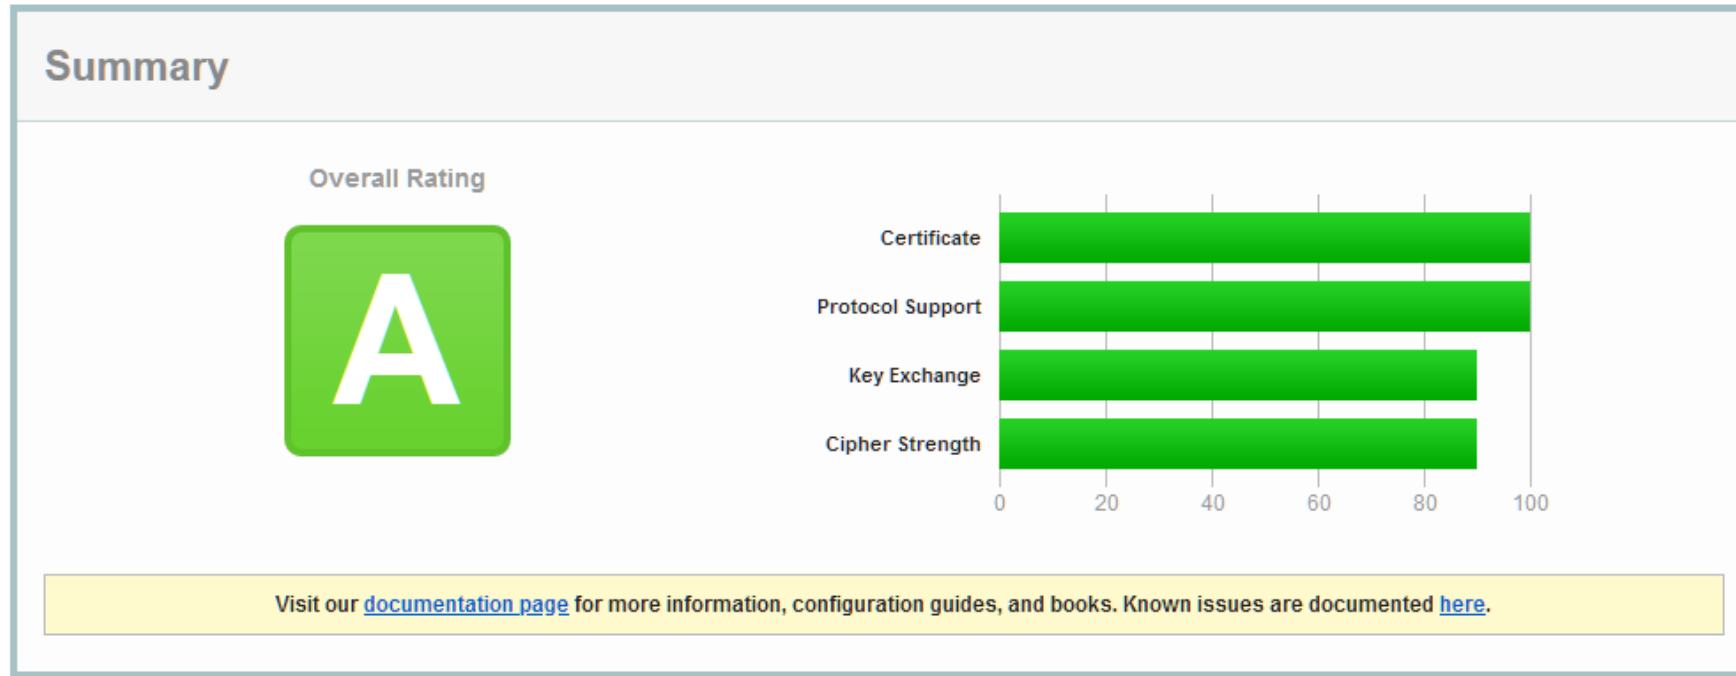 Summary
Overall Rating
A
Certificate
Protocol Support
Key Exchange
Cipher Strength
0 20 40 60 80 100
Visit our documentation page for more information, configuration guides, and books. Known issues are documented here.